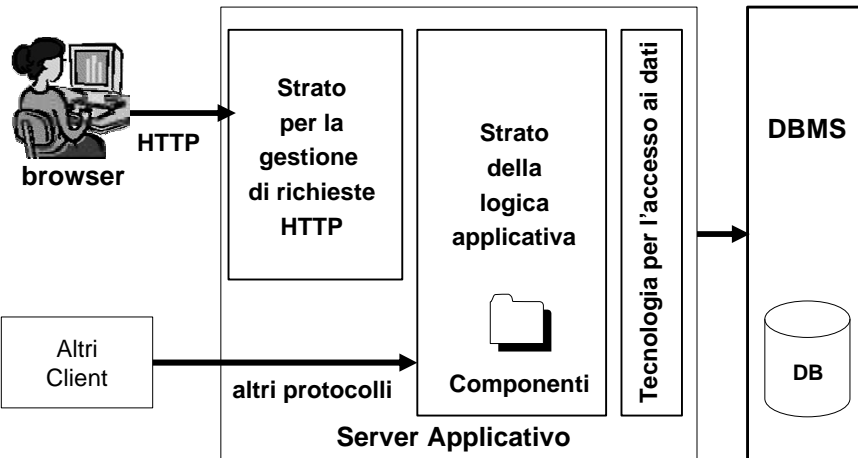 browser
HTTP
Strato
per la
gestione
di richieste
HTTP
Strato
della
logica
applicativa
Componenti
Tecnologia per l'accesso ai dati
DBMS
DB
Altri
Client
altri protocolli
Server Applicativo